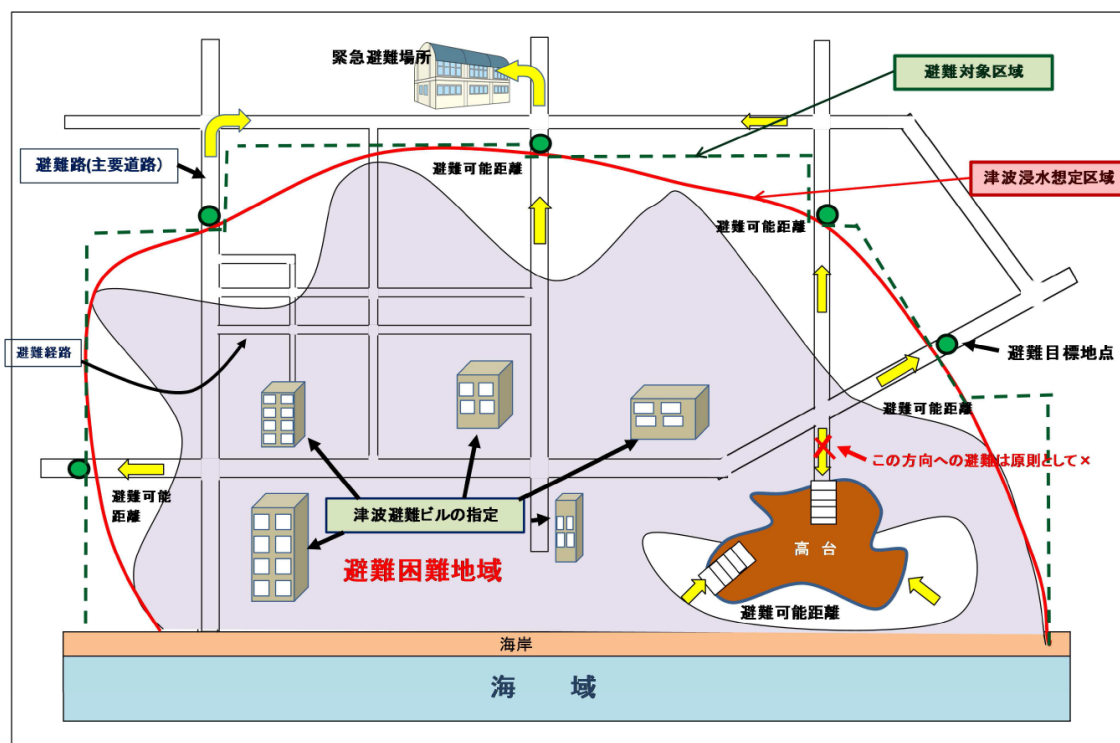 緊急避難場所
避難対象区域
避難路(主要道路)
避難可能距離
津波浸水想定区域
避難可能距離
避難経路
避難目標地点
避難可能距離
この方向への避難は原則として×
避難可能
距離
津波避難ビルの指定
高 台
避難困難地域
避難可能距離
海岸
海 域